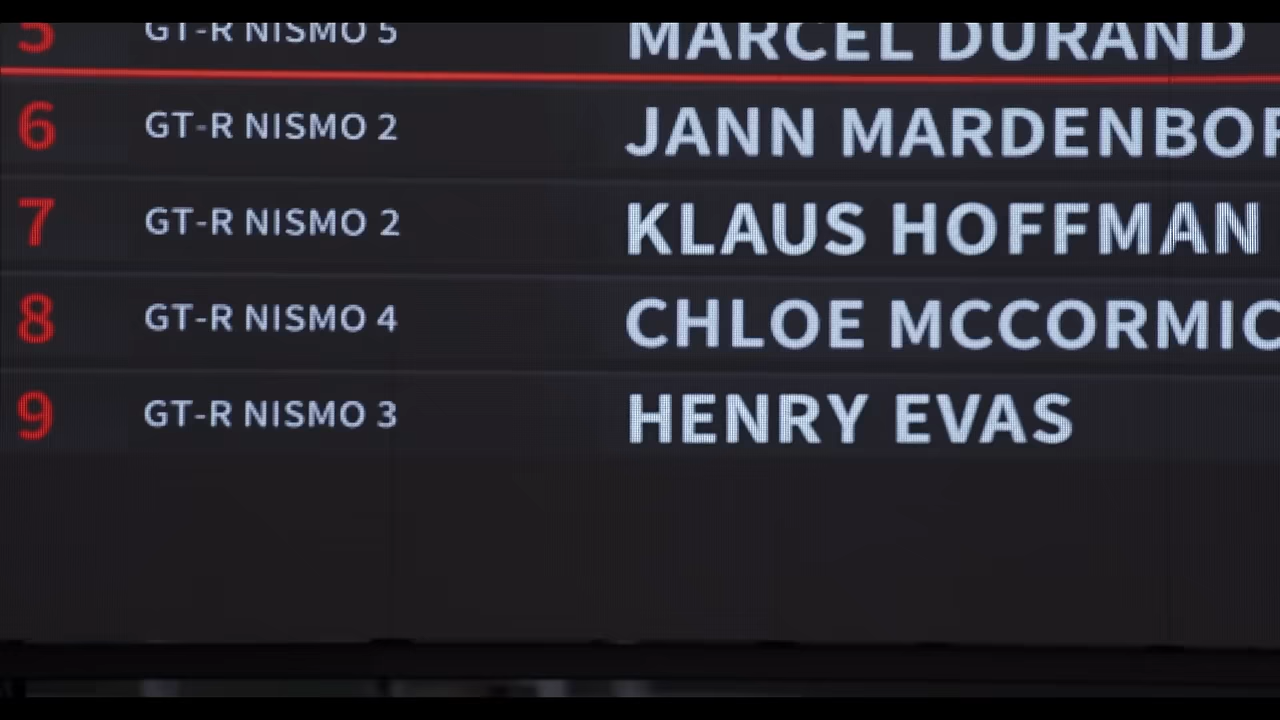 5 GT-R NISMO 5 MARCEL DURAND
6 GT-R NISMO 2 JANN MARDENBOR
7 GT-R NISMO 2 KLAUS HOFFMAN
8 GT-R NISMO 4 CHLOE MCCORMIC
9 GT-R NISMO 3 HENRY EVAS